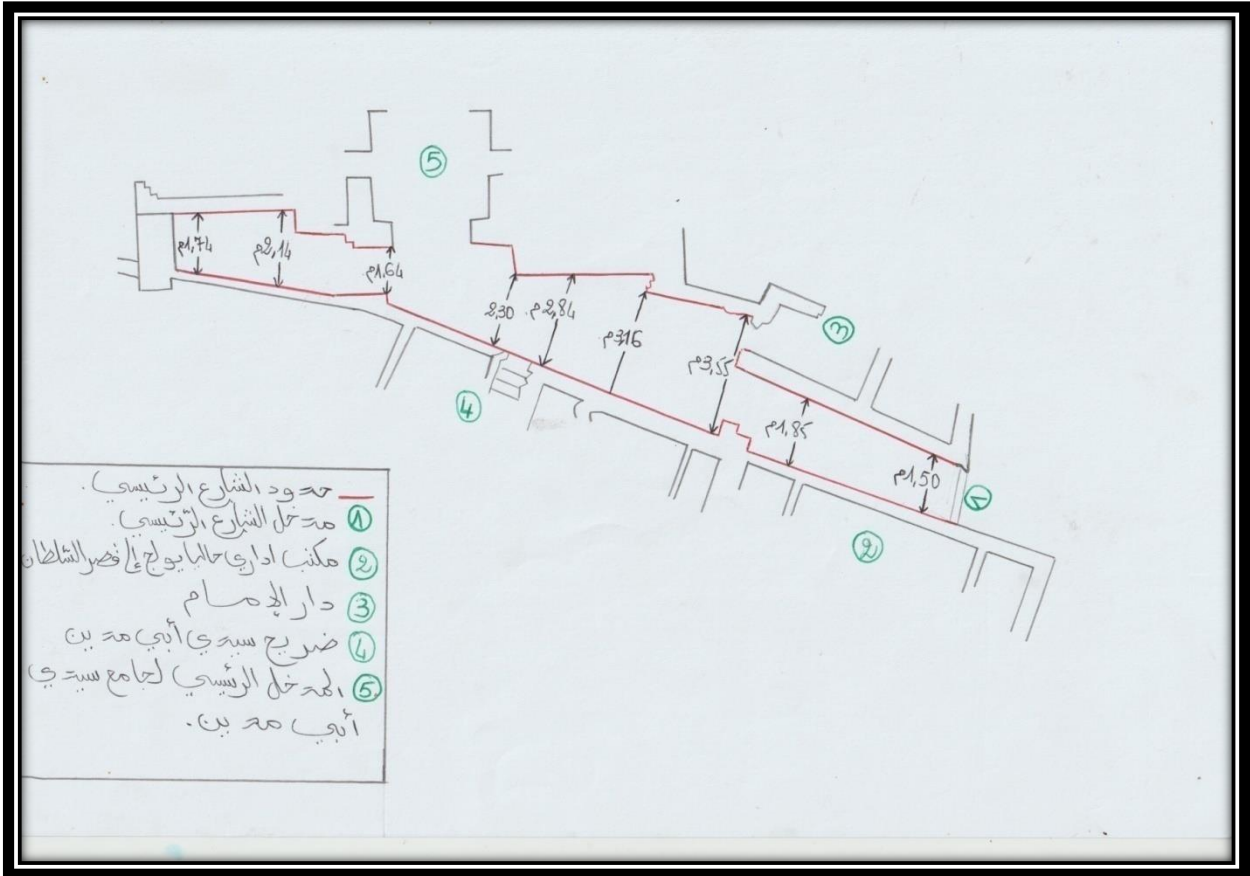 5
1,74م
2,14م
1,64م
2,30
2,84م
3,16م
3,55م
3
1,85م
1,50م
1
4
2
حدود الشارع الرئيسي.
1 مدخل الشارع الرئيسي.
2 مكتب اداري حاليا يولج إلى قصر السلطان
3 دار الإمام
4 ضريح سيدي أبي مدين
5 المدخل الرئيسي لجامع سيدي
أبي مدين.